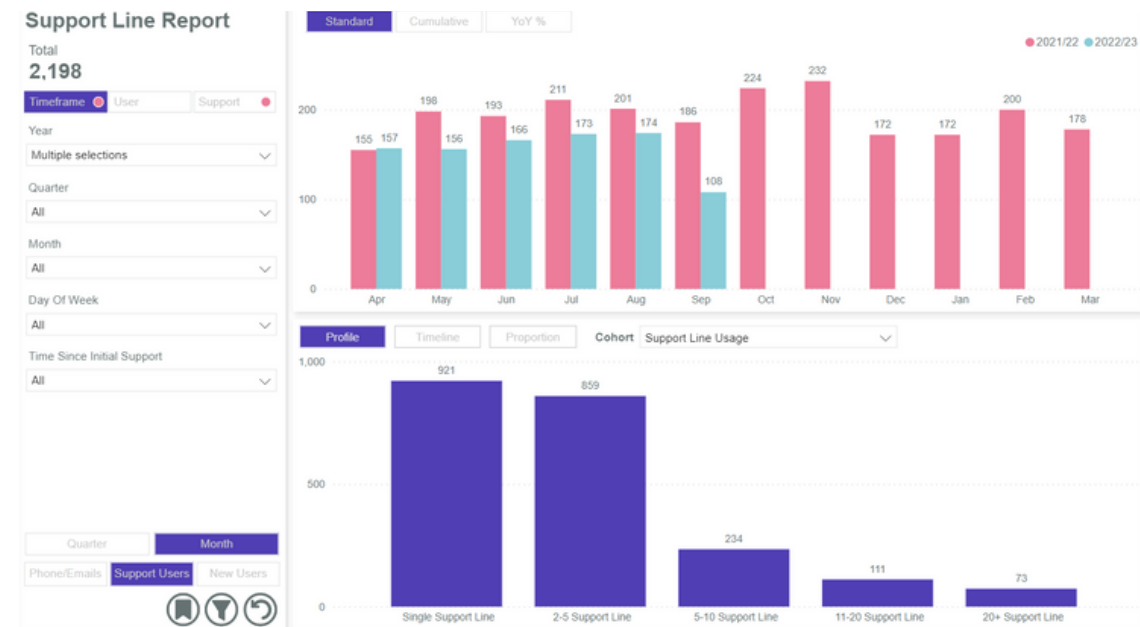 Support Line Report
Total
2,198
Timeframe User Support
Year
Multiple selections
Quarter
All
Month
All
Day Of Week
All
Time Since Initial Support
All
Quarter Month
Phone/Emails Support Users New Users
Standard Cumulative YoY %
2021/22 2022/23
200
100
0
155 157 198 156 193 166 211 173 201 174 186 108 224 232 172 172 200 178
Apr May Jun Jul Aug Sep Oct Nov Dec Jan Feb Mar
Profile Timeline Proportion Cohort Support Line Usage
1,000
500
0
921 859 234 111 73
Single Support Line 2-5 Support Line 5-10 Support Line 11-20 Support Line 20+ Support Line